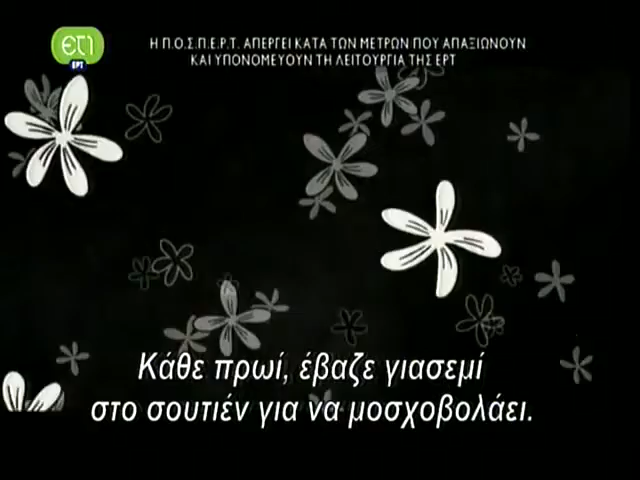 ετ1
ΕΡΤ
Η Π.Ο.Σ.Π.Ε.Ρ.Τ. ΑΠΕΡΓΕΙ ΚΑΤΑ ΤΩΝ ΜΕΤΡΩΝ ΠΟΥ ΑΠΑΞΙΩΝΟΥΝ
ΚΑΙ ΥΠΟΝΟΜΕΥΟΥΝ ΤΗ ΛΕΙΤΟΥΡΓΙΑ ΤΗΣ ΕΡΤ
Κάθε πρωί, έβαζε γιασεμί
στο σουτιέν για να μοσχοβολάει.